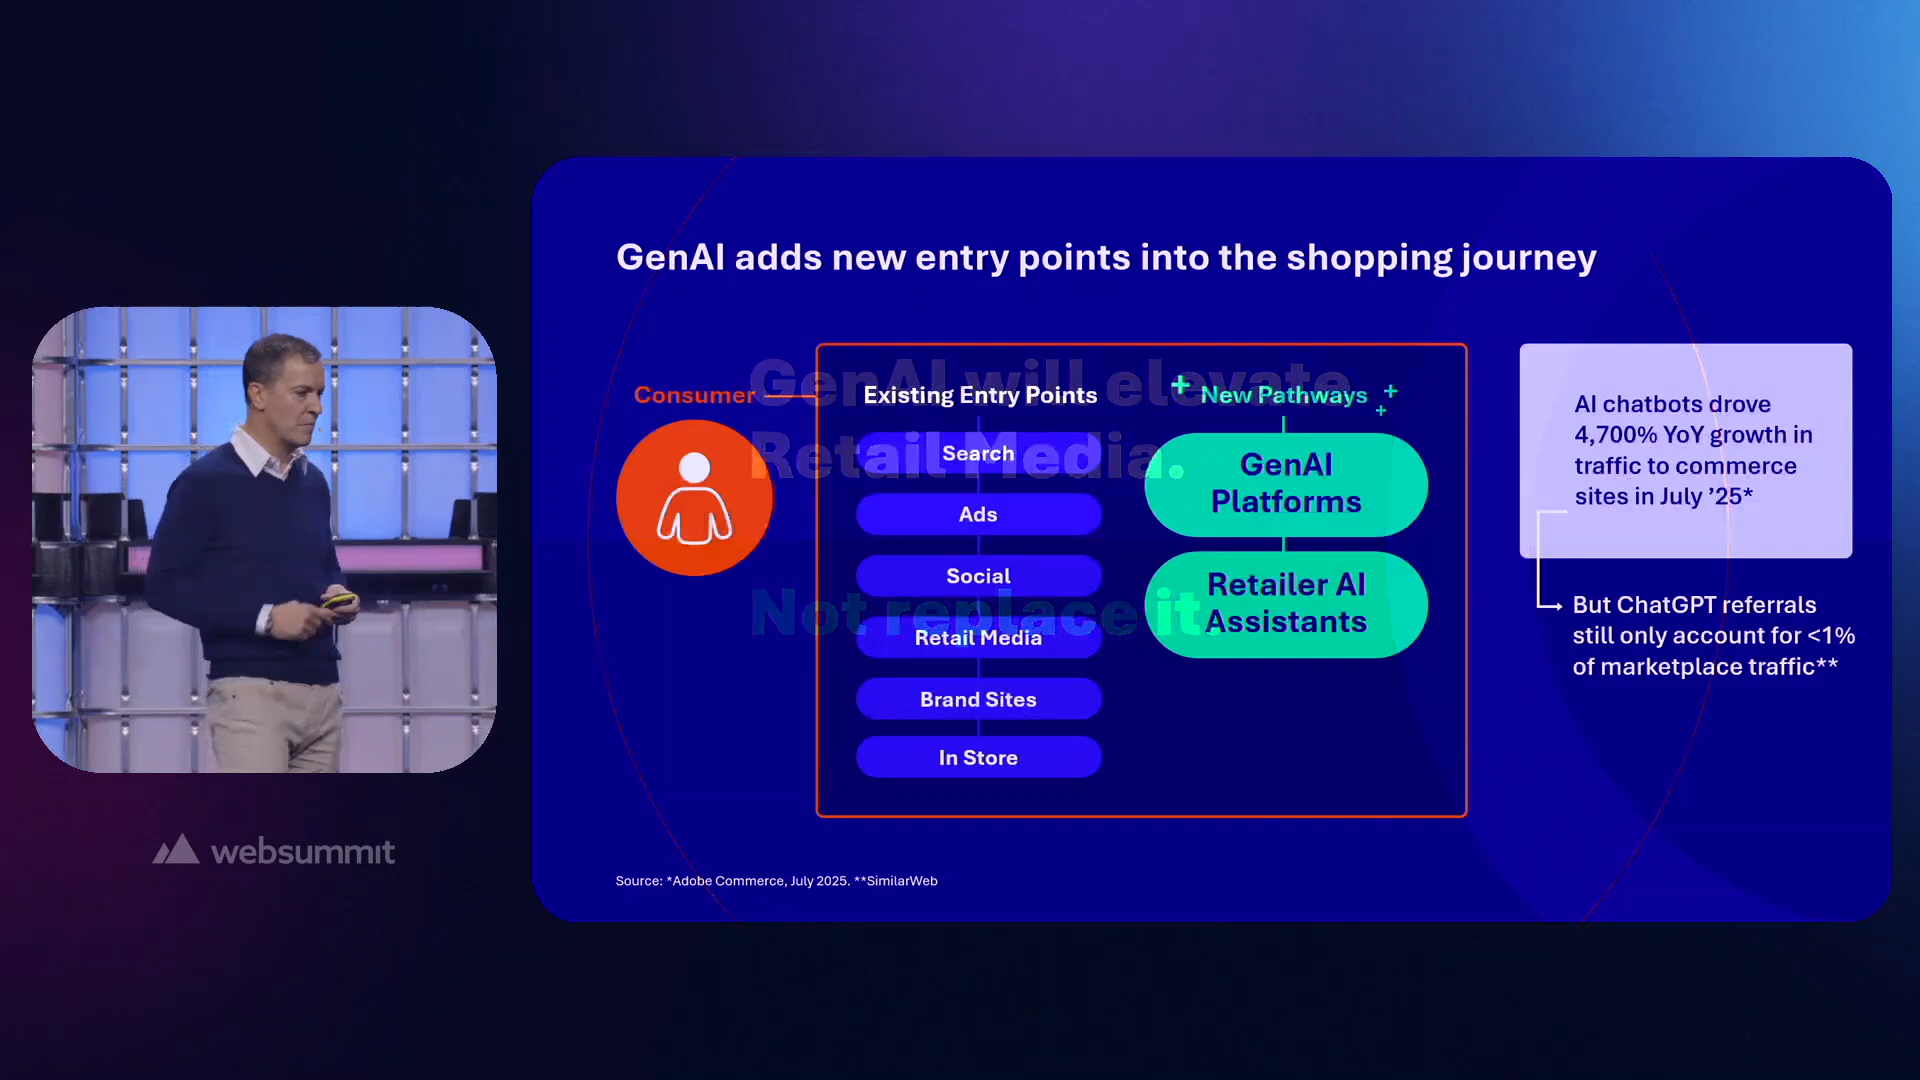 GenAI adds new entry points into the shopping journey
GenAI will elevate
Retail Media.
Not replace it.
Consumer
Existing Entry Points
Search
Ads
Social
Retail Media
Brand Sites
In Store
New Pathways
GenAI
Platforms
Retailer AI
Assistants
AI chatbots drove
4,700% YoY growth in
traffic to commerce
sites in July ’25*
But ChatGPT referrals
still only account for <1%
of marketplace traffic**
Source: *Adobe Commerce, July 2025. **SimilarWeb
websummit